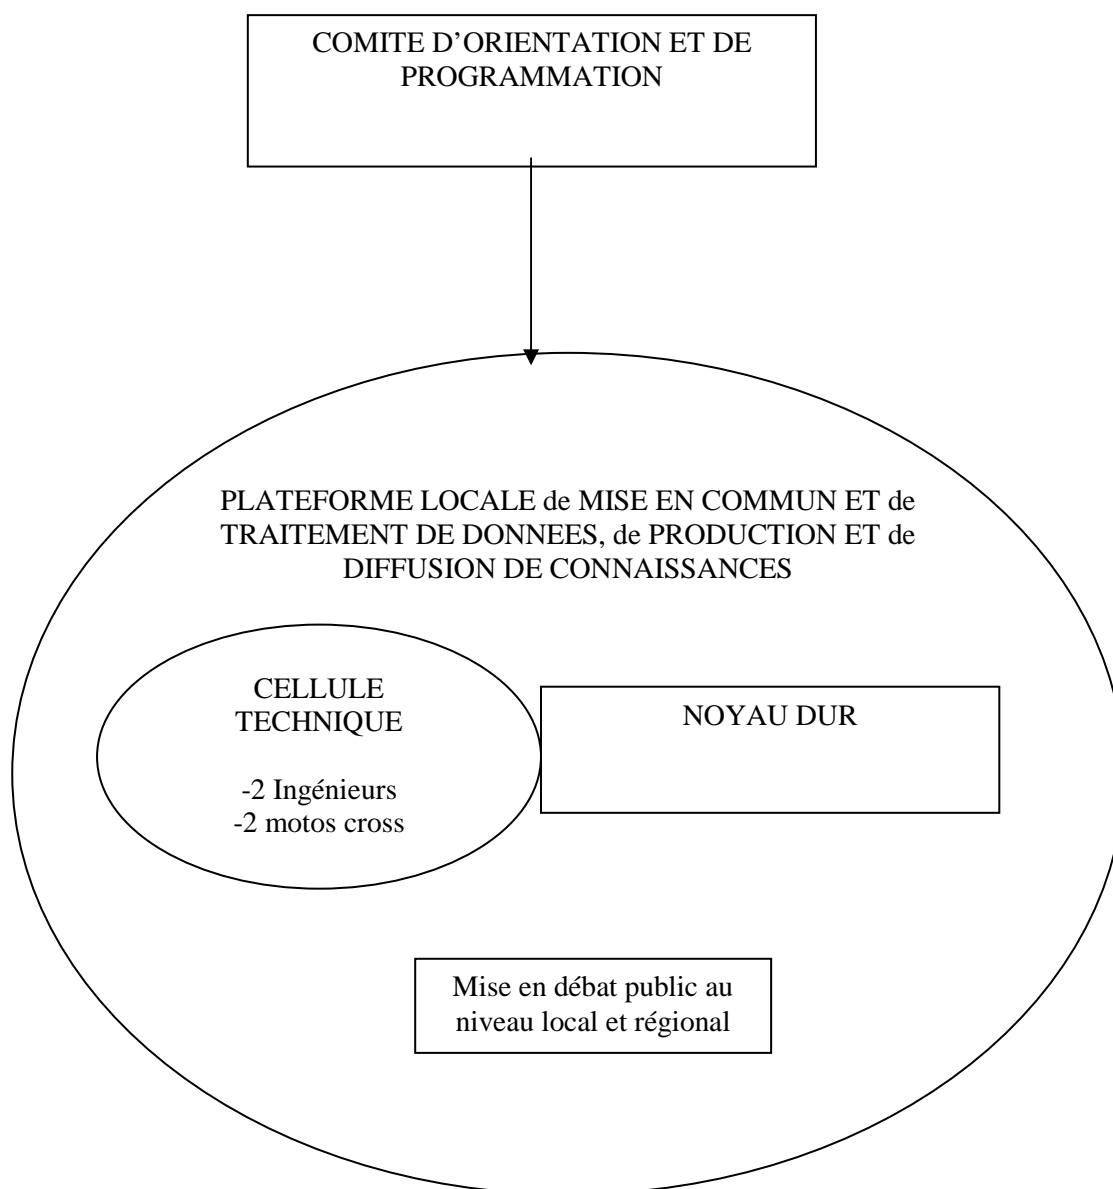 COMITE D'ORIENTATION ET DE
PROGRAMMATION
PLATEFORME LOCALE de MISE EN COMMUN ET de
TRAITEMENT DE DONNEES, de PRODUCTION ET de
DIFFUSION DE CONNAISSANCES
CELLULE
TECHNIQUE
-2 Ingénieurs
-2 motos cross
NOYAU DUR
Mise en débat public au
niveau local et régional